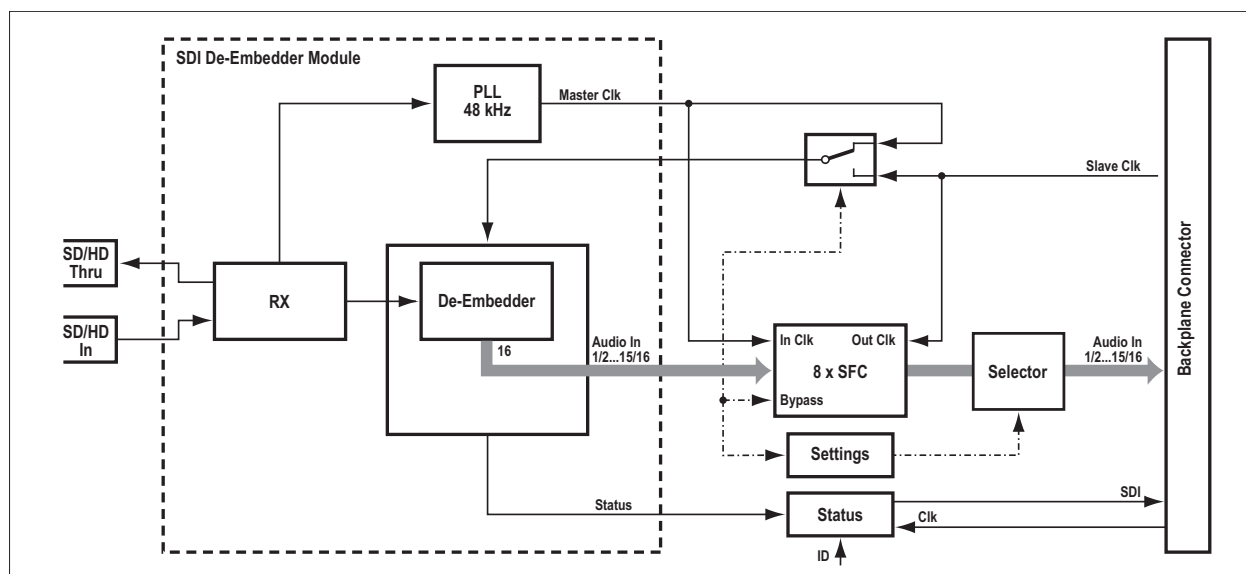 SDI De-Embedder Module
PLL
48 kHz
Master Clk
Slave Clk
SD/HD
Thru
SD/HD
In
RX
De-Embedder
16
Audio In
1/2...15/16
In Clk
Out Clk
8 x SFC
Bypass
Selector
Audio In
1/2...15/16
Backplane Connector
Settings
Status
Status
SDI
Clk
ID